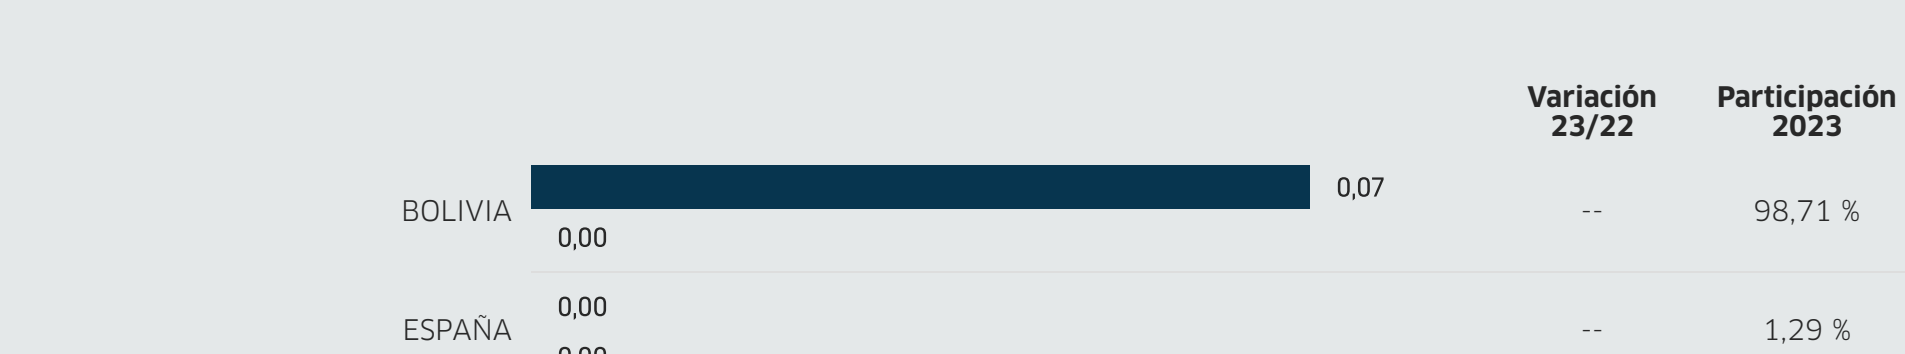 Variación Participación
23/22 2023
0,07
BOLIVIA -- 98,71 %
0,00
0,00
ESPAÑA -- 1,29 %